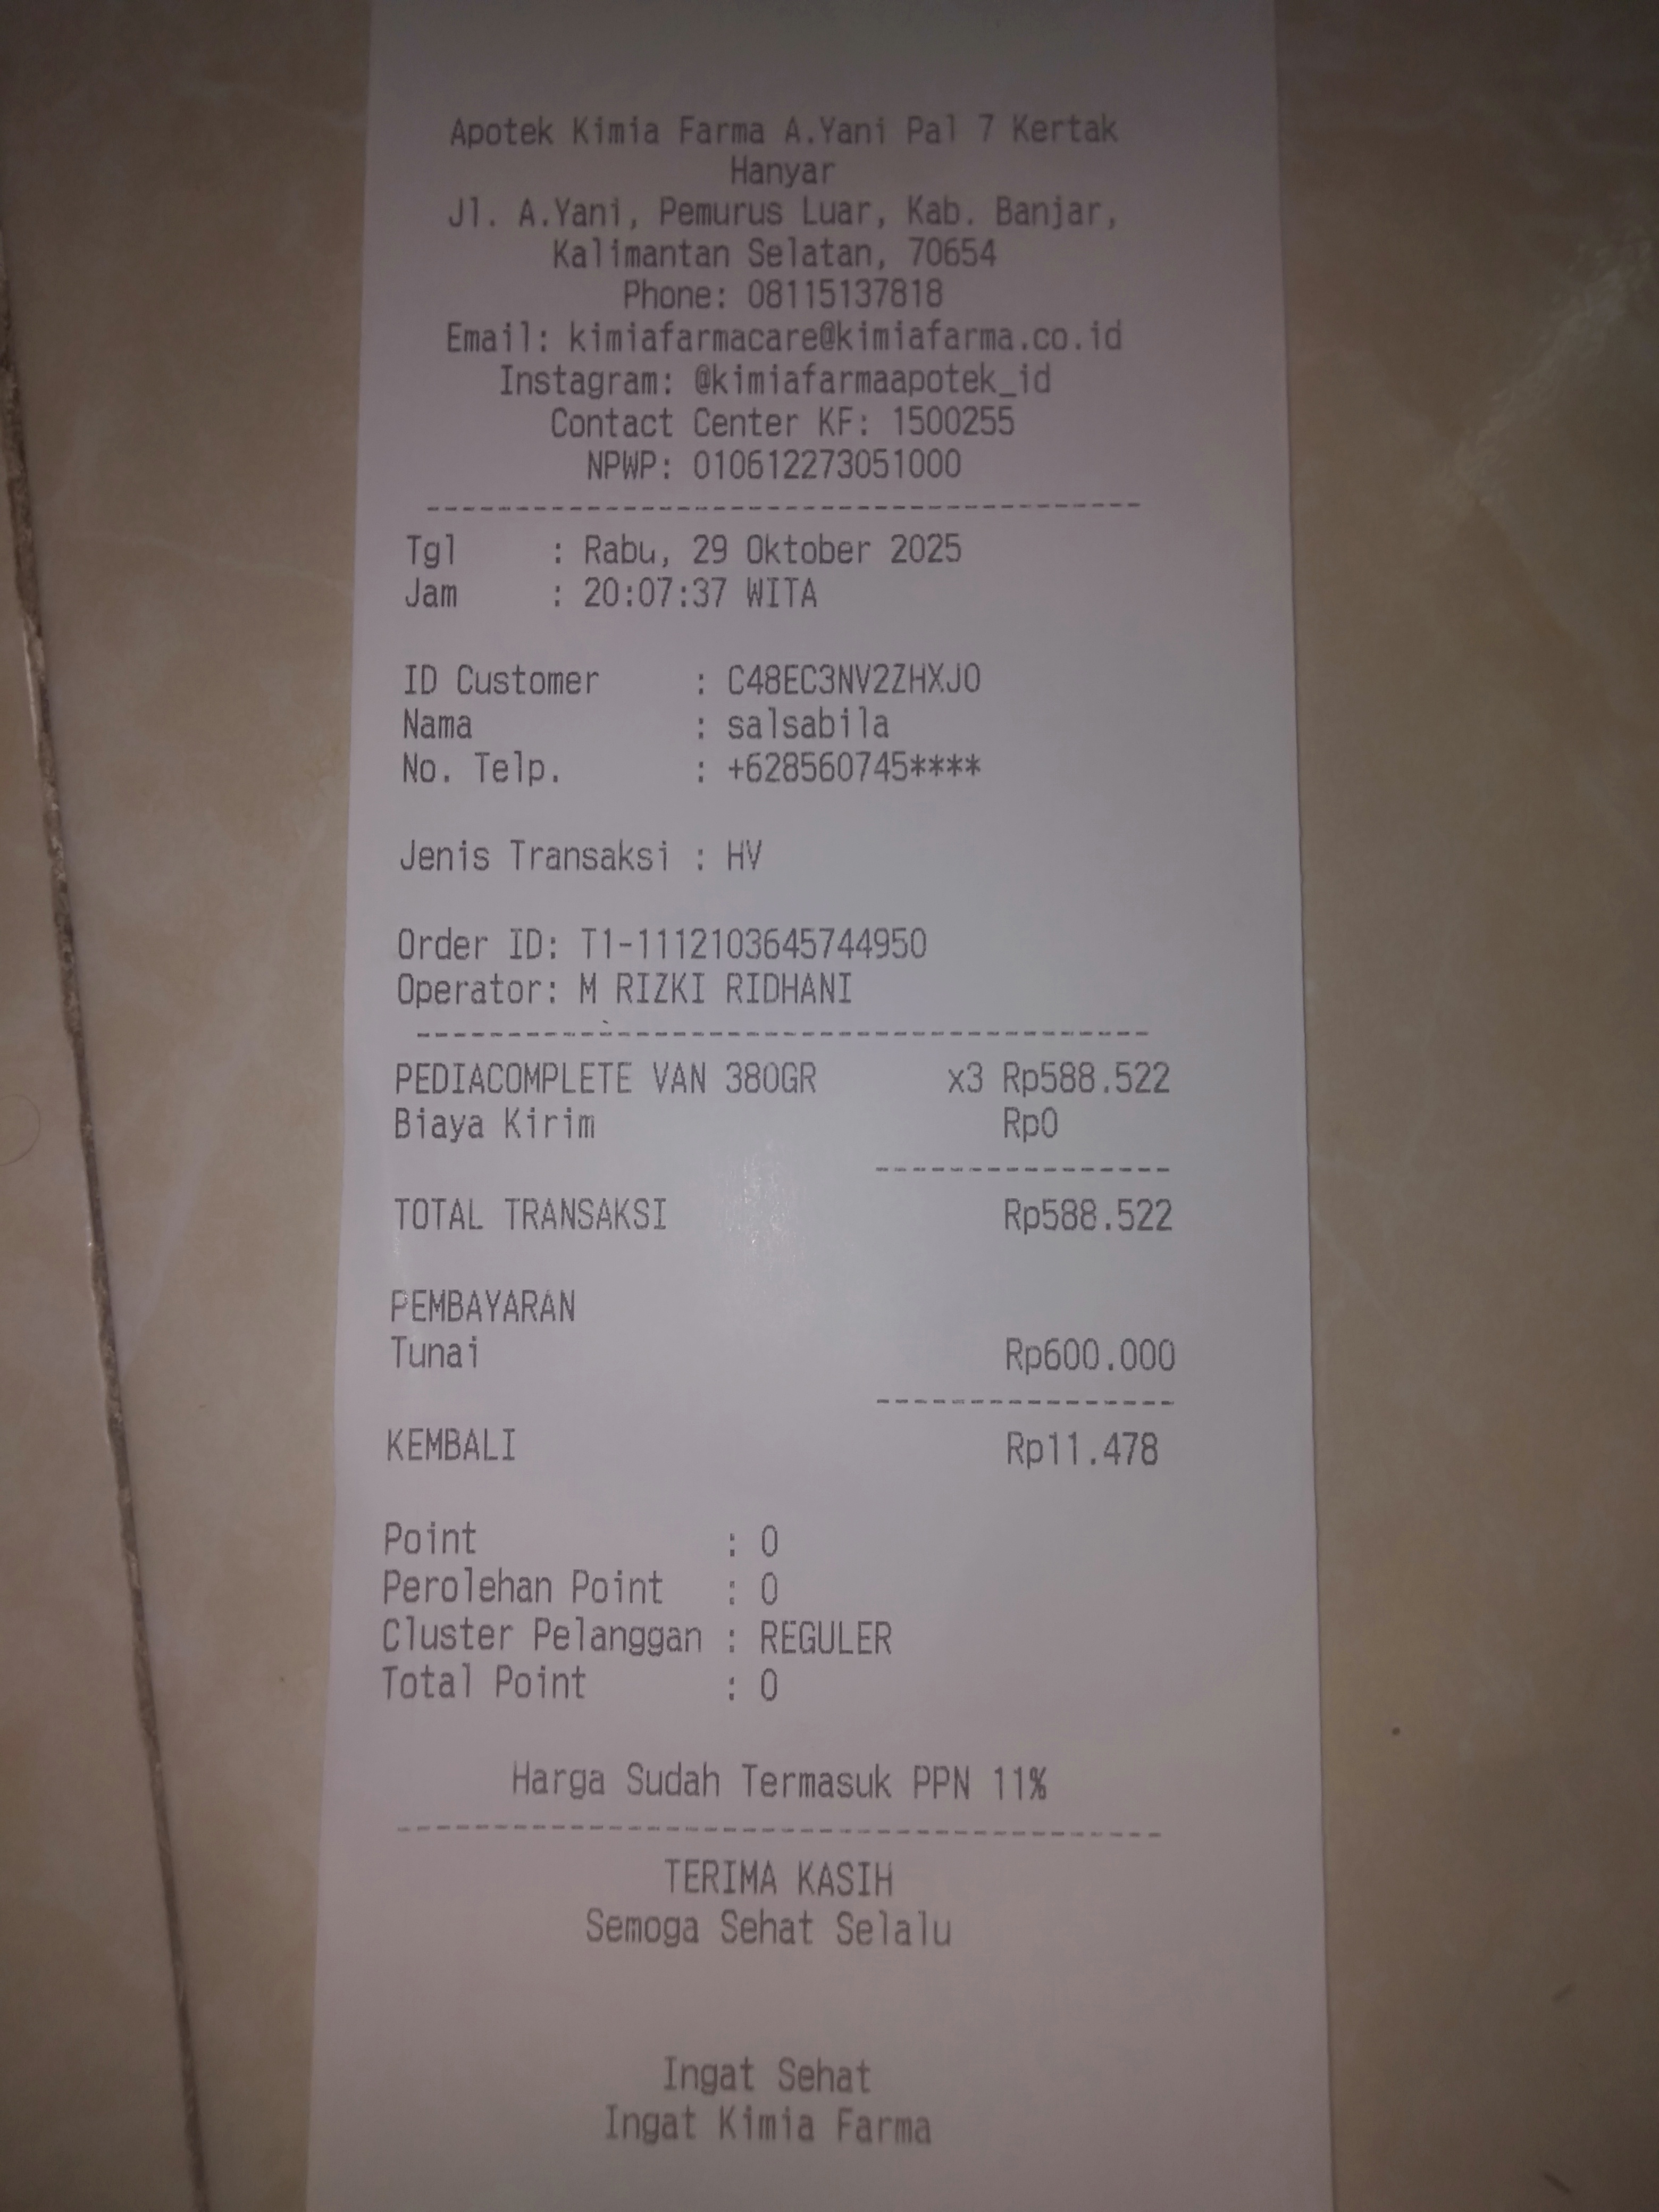 Apotek Kimia Farma A.Yani Pal 7 Kertak
Hanyar
Jl. A.Yani, Pemurus Luar, Kab. Banjar,
Kalimantan Selatan, 70654
Phone: 08115137818
Email: kimiafarmacare@kimiafarma.co.id
Instagram: @kimiafarmaapotek_id
Contact Center KF: 1500255
NPWP: 010612273051000
Tgl : Rabu, 29 Oktober 2025
Jam : 20:07:37 WITA
ID Customer : C48EC3NV2ZHXJO
Nama : salsabila
No. Telp. : +628560745****
Jenis Transaksi : HV
Order ID: T1-1112103645744950
Operator: M RIZKI RIDHANI
PEDIACOMPLETE VAN 380GR x3 Rp588.522
Biaya Kirim Rp0
TOTAL TRANSAKSI Rp588.522
PEMBAYARAN
Tunai Rp600.000
KEMBALI Rp11.478
Point : 0
Perolehan Point : 0
Cluster Pelanggan : REGULER
Total Point : 0
Harga Sudah Termasuk PPN 11%
TERIMA KASIH
Semoga Sehat Selalu
Ingat Sehat
Ingat Kimia Farma